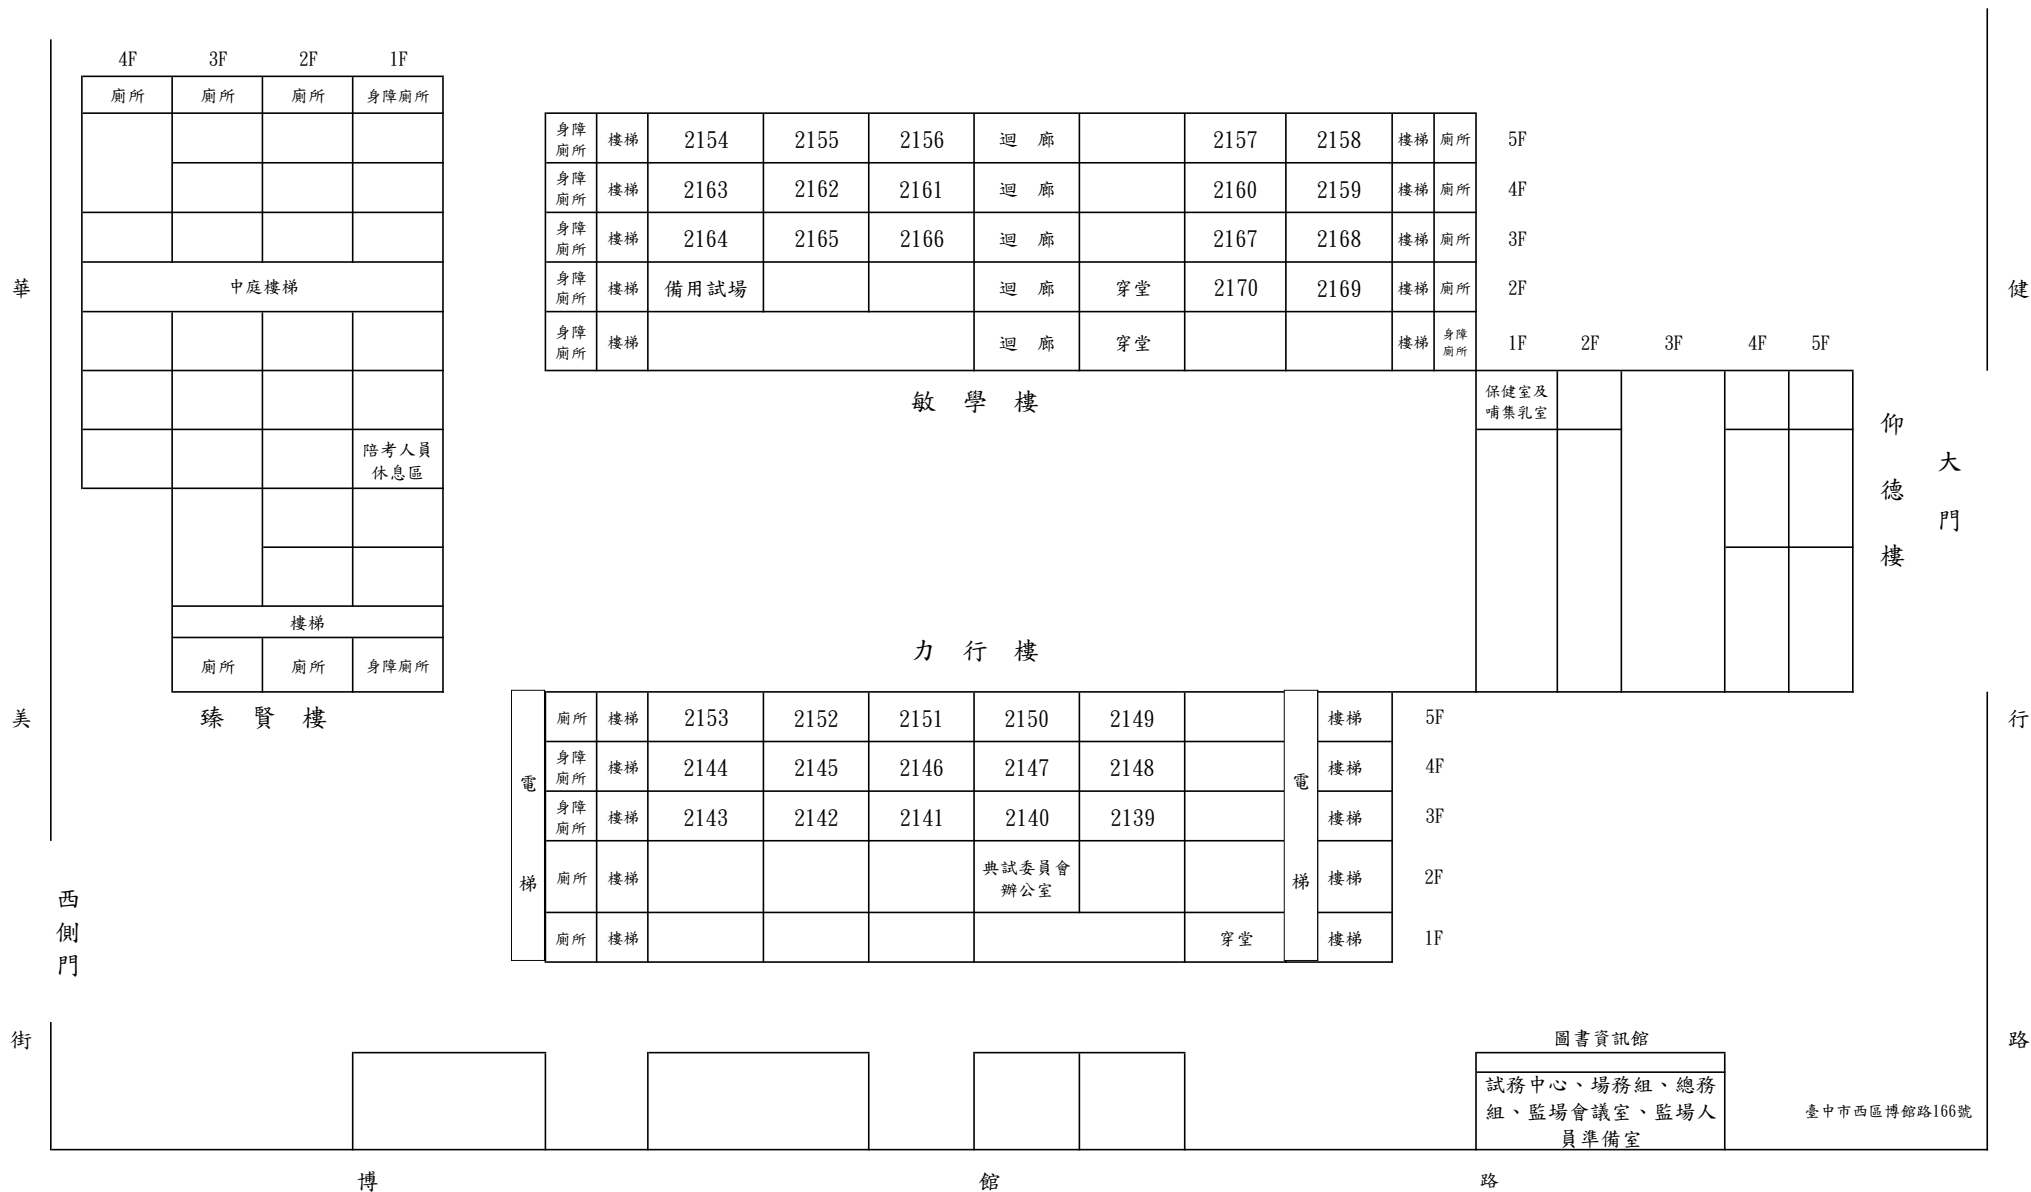 4F 3F 2F 1F
廁所 廁所 廁所 身障廁所
中庭樓梯
陪考人員
休息區
樓梯
廁所 廁所 身障廁所
臻賢樓
身障
廁所 樓梯 2154 2155 2156 迴廊 2157 2158 樓梯 廁所 5F
身障
廁所 樓梯 2163 2162 2161 迴廊 2160 2159 樓梯 廁所 4F
身障
廁所 樓梯 2164 2165 2166 迴廊 2167 2168 樓梯 廁所 3F
身障
廁所 樓梯 備用試場 迴廊 穿堂 2170 2169 樓梯 廁所 2F
身障
廁所 樓梯 迴廊 穿堂 樓梯 身障
廁所 1F 2F 3F 4F 5F
敏學樓
保健室及
哺集乳室
仰德樓
大門
力行樓
電梯
廁所 樓梯 2153 2152 2151 2150 2149 樓梯 5F
身障
廁所 樓梯 2144 2145 2146 2147 2148 樓梯 4F
身障
廁所 樓梯 2143 2142 2141 2140 2139 樓梯 3F
廁所 樓梯 典試委員會
辦公室 樓梯 2F
廁所 樓梯 穿堂 樓梯 1F
電梯
西側門
圖書資訊館
試務中心、場務組、總務
組、監場會議室、監場人
員準備室
臺中市西區博館路166號
華美街
健行路
博館路